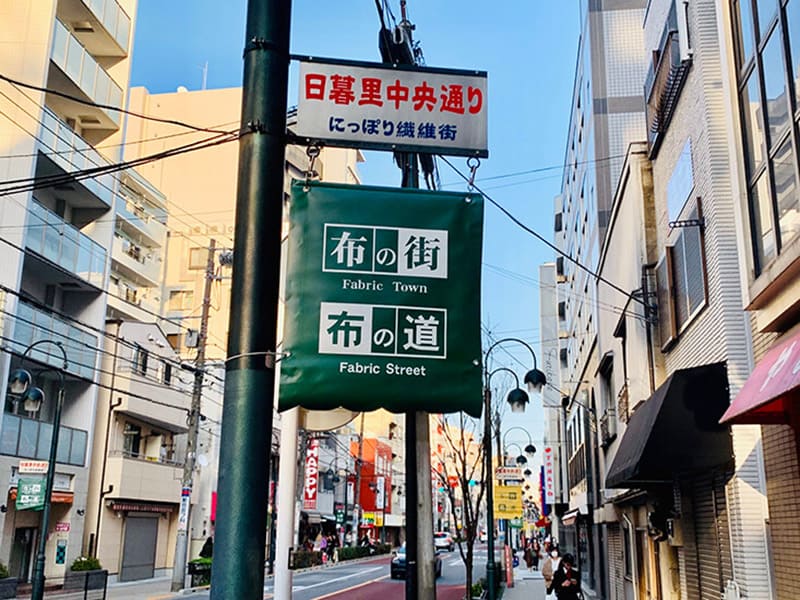 日暮里中央通り
にっぽり繊維街
布の街
Fabric Town
布の道
Fabric Street
HAPPY